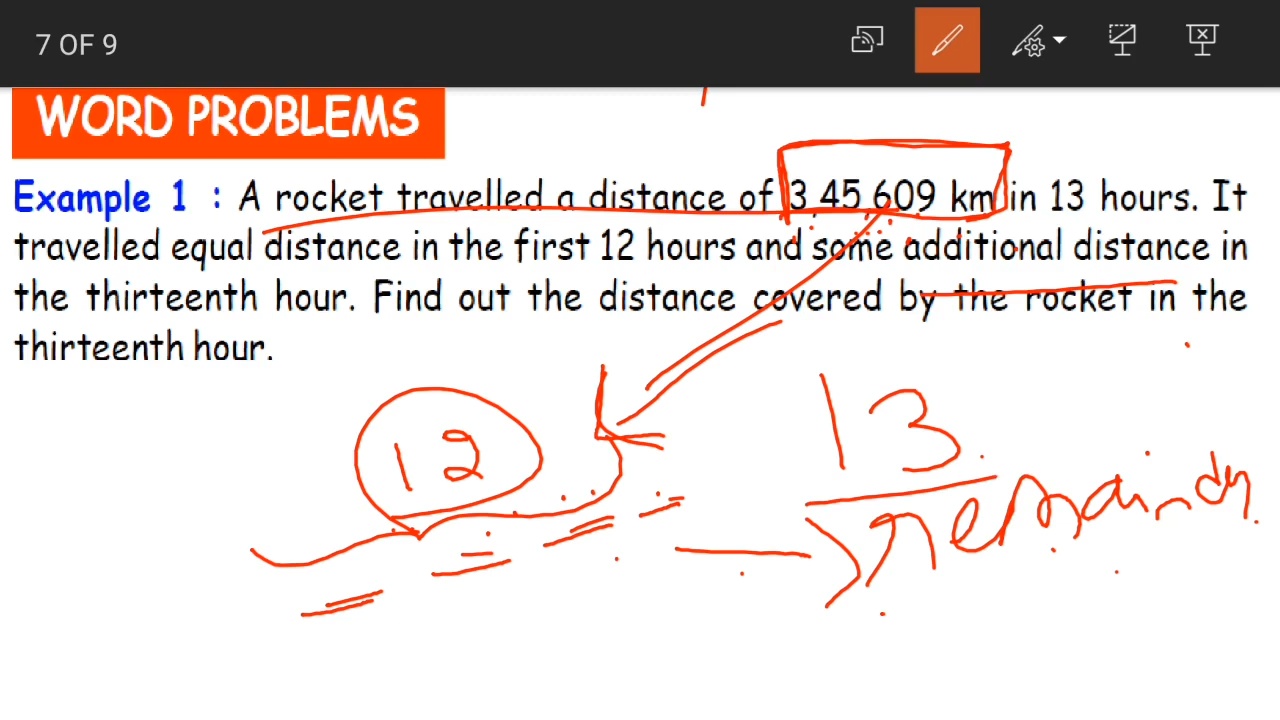 7 OF 9
WORD PROBLEMS
Example 1 : A rocket travelled a distance of 3,45,609 km in 13 hours. It
travelled equal distance in the first 12 hours and some additional distance in
the thirteenth hour. Find out the distance covered by the rocket in the
thirteenth hour.
12
13